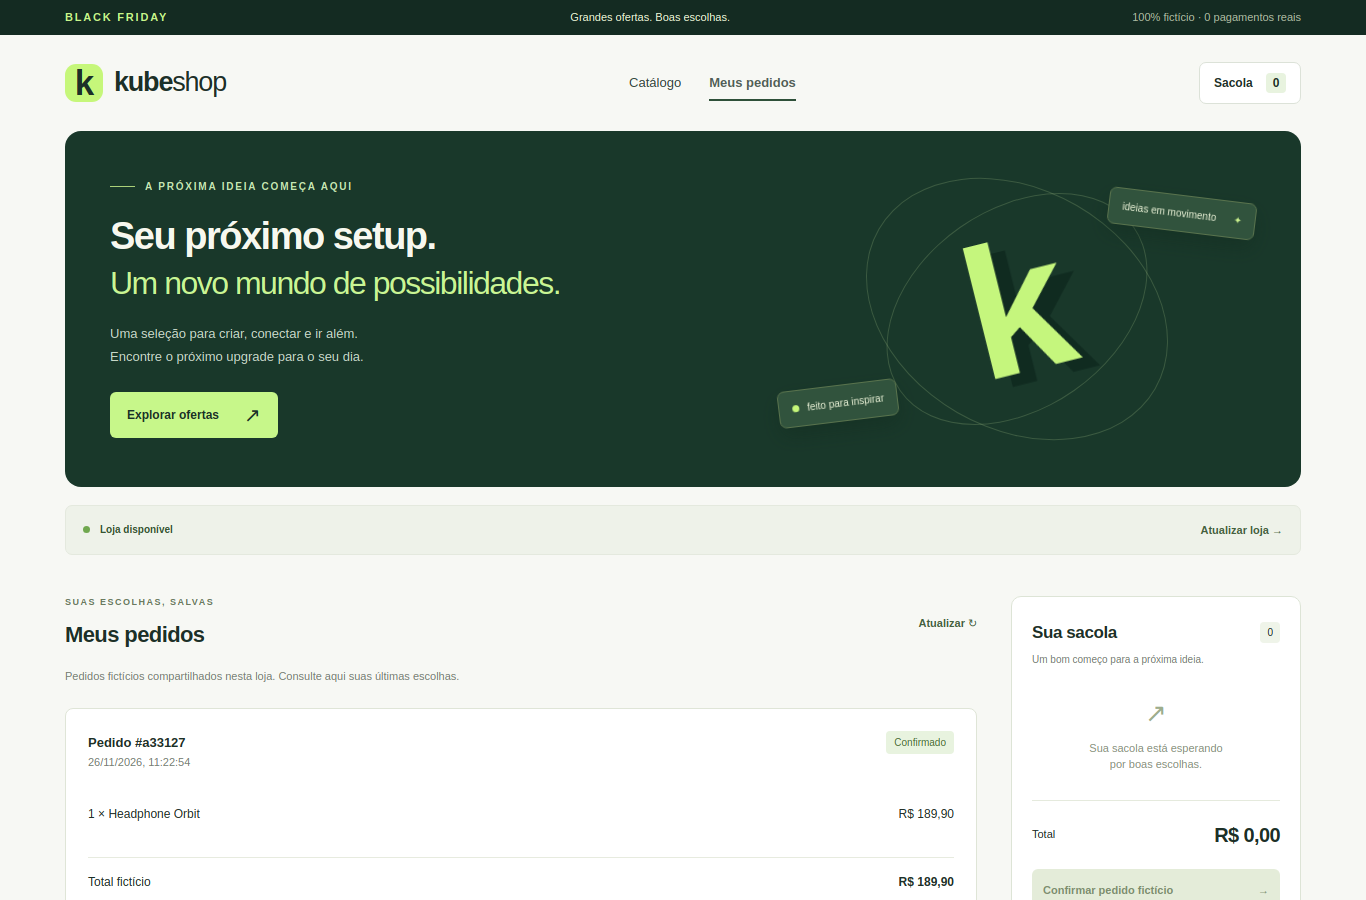 BLACK FRIDAY
Grandes ofertas. Boas escolhas.
100% fictício · 0 pagamentos reais
k kubeshop
Catálogo
Meus pedidos
Sacola 0
A PRÓXIMA IDEIA COMEÇA AQUI
Seu próximo setup.
Um novo mundo de possibilidades.
Uma seleção para criar, conectar e ir além.
Encontre o próximo upgrade para o seu dia.
Explorar ofertas ↗
ideias em movimento ✦
k
feito para inspirar
Loja disponível
Atualizar loja →
SUAS ESCOLHAS, SALVAS
Meus pedidos
Atualizar ↻
Pedidos fictícios compartilhados nesta loja. Consulte aqui suas últimas escolhas.
Pedido #a33127
Confirmado
26/11/2026, 11:22:54
1 × Headphone Orbit
R$ 189,90
Total fictício
R$ 189,90
Sua sacola
0
Um bom começo para a próxima ideia.
↗
Sua sacola está esperando
por boas escolhas.
Total
R$ 0,00
Confirmar pedido fictício →